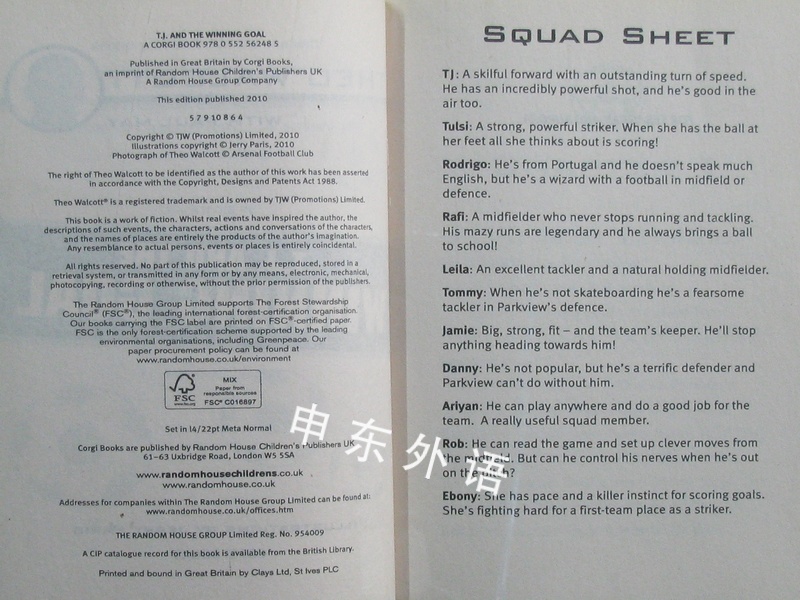 T.J. AND THE WINNING GOAL
A CORGI BOOK 978 0 552 56248 5
Published in Great Britain by Corgi Books,
an imprint of Random House Children's Publishers UK
A Random House Group Company
This edition published 2010
5 7 9 10 8 6 4
Copyright © TJW (Promotions) Limited, 2010
Illustrations copyright © Jerry Paris, 2010
Photograph of Theo Walcott © Arsenal Football Club
The right of Theo Walcott to be identified as the author of this work has been asserted
in accordance with the Copyright, Designs and Patents Act 1988.
Theo Walcott® is a registered trademark and is owned by TJW (Promotions) Limited.
This book is a work of fiction. Whilst real events have inspired the author, the
descriptions of such events, the characters, actions and conversations of the characters,
and the names of places are entirely the products of the author's imagination.
Any resemblance to actual persons, events or places is entirely coincidental.
All rights reserved. No part of this publication may be reproduced, stored in a
retrieval system, or transmitted in any form or by any means, electronic, mechanical,
photocopying, recording or otherwise, without the prior permission of the publishers.
The Random House Group Limited supports The Forest Stewardship
Council® (FSC®), the leading international forest-certification organisation.
Our books carrying the FSC label are printed on FSC®-certified paper.
FSC is the only forest-certification scheme supported by the leading
environmental organisations, including Greenpeace. Our
paper procurement policy can be found at
www.randomhouse.co.uk/environment
FSC
www.fsc.org
MIX
Paper from
responsible sources
FSC® C016897
Set in 14/22pt Meta Normal
Corgi Books are published by Random House Children's Publishers UK,
61–63 Uxbridge Road, London W5 5SA
www.randomhousechildrens.co.uk
www.randomhouse.co.uk
Addresses for companies within The Random House Group Limited can be found at:
www.randomhouse.co.uk/offices.htm
THE RANDOM HOUSE GROUP Limited Reg. No. 954009
A CIP catalogue record for this book is available from the British Library.
Printed and bound in Great Britain by Clays Ltd, St Ives PLC
SQUAD SHEET
TJ: A skilful forward with an outstanding turn of speed.
He has an incredibly powerful shot, and he's good in the
air too.
Tulsi: A strong, powerful striker. When she has the ball at
her feet all she thinks about is scoring!
Rodrigo: He's from Portugal and he doesn't speak much
English, but he's a wizard with a football in midfield or
defence.
Rafi: A midfielder who never stops running and tackling.
His mazy runs are legendary and he always brings a ball
to school!
Leila: An excellent tackler and a natural holding midfielder.
Tommy: When he's not skateboarding he's a fearsome
tackler in Parkview's defence.
Jamie: Big, strong, fit – and the team's keeper. He'll stop
anything heading towards him!
Danny: He's not popular, but he's a terrific defender and
Parkview can't do without him.
Ariyan: He can play anywhere and do a good job for the
team. A really useful squad member.
Rob: He can read the game and set up clever moves from
the midfield. But can he control his nerves when he's out
on the pitch?
Ebony: She has pace and a killer instinct for scoring goals.
She's fighting hard for a first-team place as a striker.
申东外语